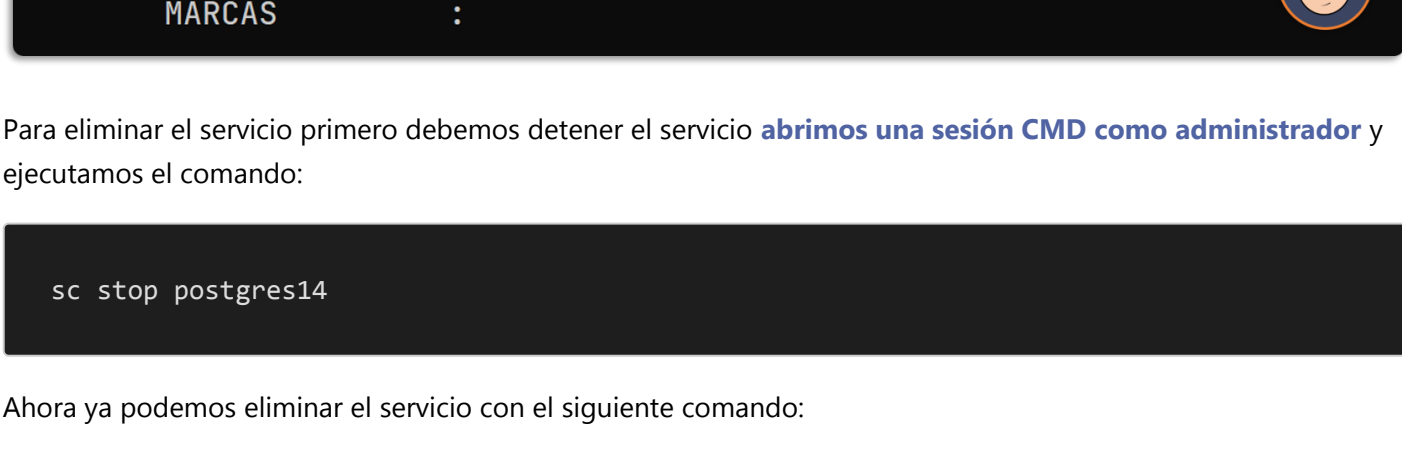 MARCAS :
Para eliminar el servicio primero debemos detener el servicio abrimos una sesión CMD como administrador y
ejecutamos el comando:
sc stop postgres14
Ahora ya podemos eliminar el servicio con el siguiente comando: